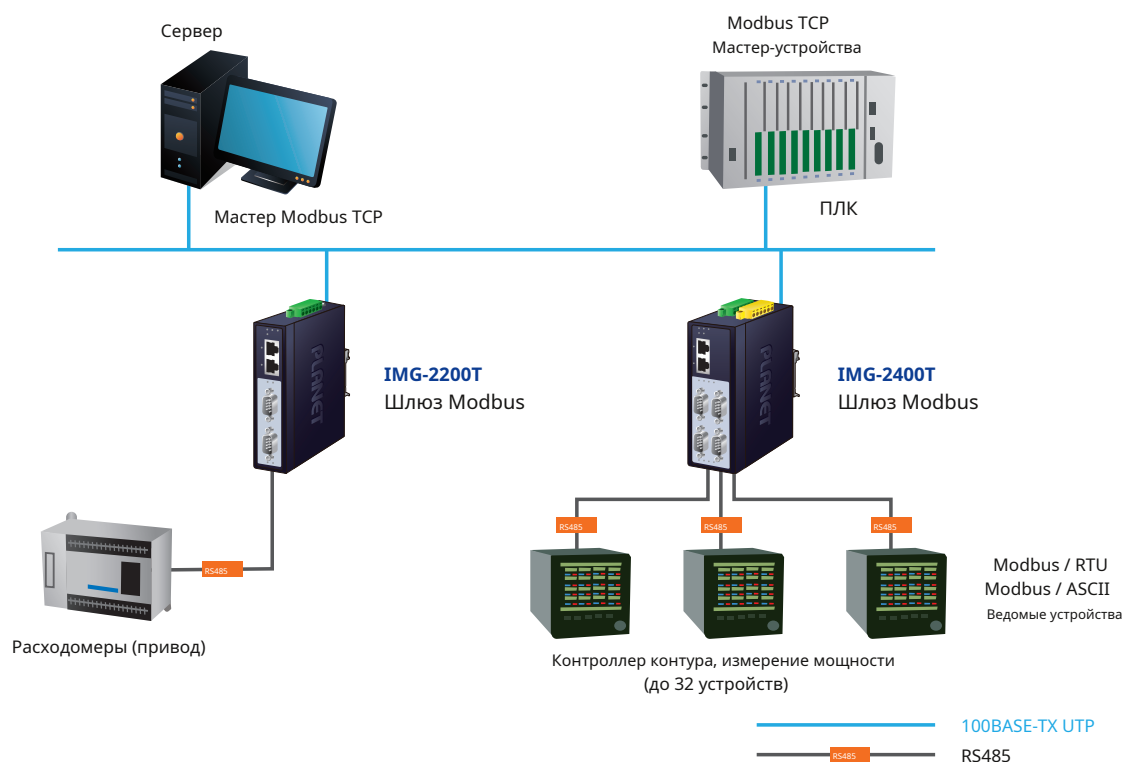 Сервер
Modbus TCP
Мастер-устройства
Мастер Modbus TCP
ПЛК
PLANET
IMG-2200T
Шлюз Modbus
PLANET
IMG-2400T
Шлюз Modbus
RS485
RS485
RS485
RS485
Modbus / RTU
Modbus / ASCII
Ведомые устройства
Расходомеры (привод)
Контроллер контура, измерение мощности
(до 32 устройств)
100BASE-TX UTP
RS485
RS485